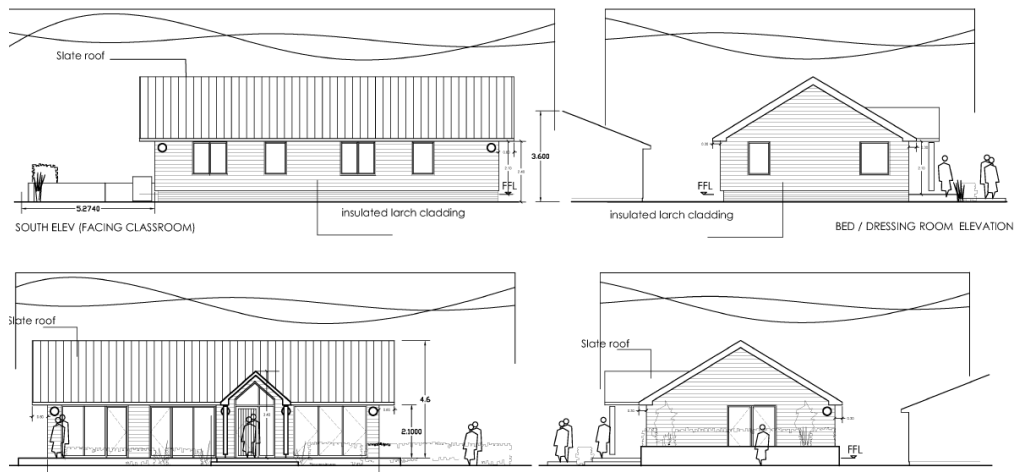 Slate roof
3.600
FFL
5.2740
insulated larch cladding
SOUTH ELEV (FACING CLASSROOM)
FFL
insulated larch cladding
BED / DRESSING ROOM ELEVATION
Slate roof
4.6
2.1000
Slate roof
FFL